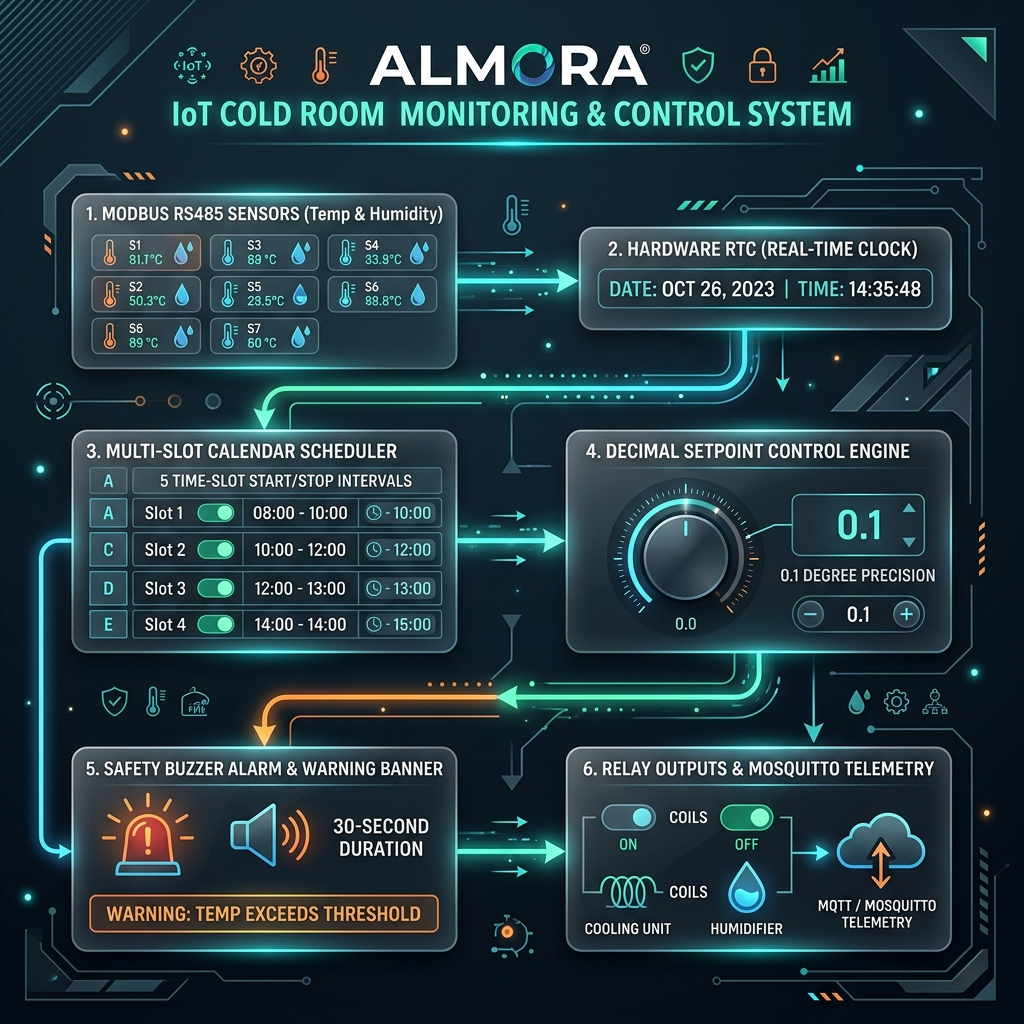 IoT
ALMORA®
IoT COLD ROOM MONITORING & CONTROL SYSTEM
1. MODBUS RS485 SENSORS (Temp & Humidity)
S1
81.7°C
S3
89 °C
S4
33.9°C
S2
50.3°C
S5
28.5°C
S6
88.8°C
S6
89 °C
S7
60 °C
2. HARDWARE RTC (REAL-TIME CLOCK)
DATE: OCT 26, 2023 | TIME: 14:35:48
3. MULTI-SLOT CALENDAR SCHEDULER
A 5 TIME-SLOT START/STOP INTERVALS
A Slot 1 08:00 - 10:00 - 10:00
C Slot 2 10:00 - 12:00 - 12:00
D Slot 3 12:00 - 13:00 - 13:00
E Slot 4 14:00 - 14:00 - 15:00
4. DECIMAL SETPOINT CONTROL ENGINE
0.1
0.1 DEGREE PRECISION
− 0.1 +
0.0
5. SAFETY BUZZER ALARM & WARNING BANNER
30-SECOND
DURATION
WARNING: TEMP EXCEEDS THRESHOLD
6. RELAY OUTPUTS & MOSQUITTO TELEMETRY
COILS
ON
OFF
COILS
COOLING UNIT
HUMIDIFIER
MQTT / MOSQUITTO
TELEMETRY